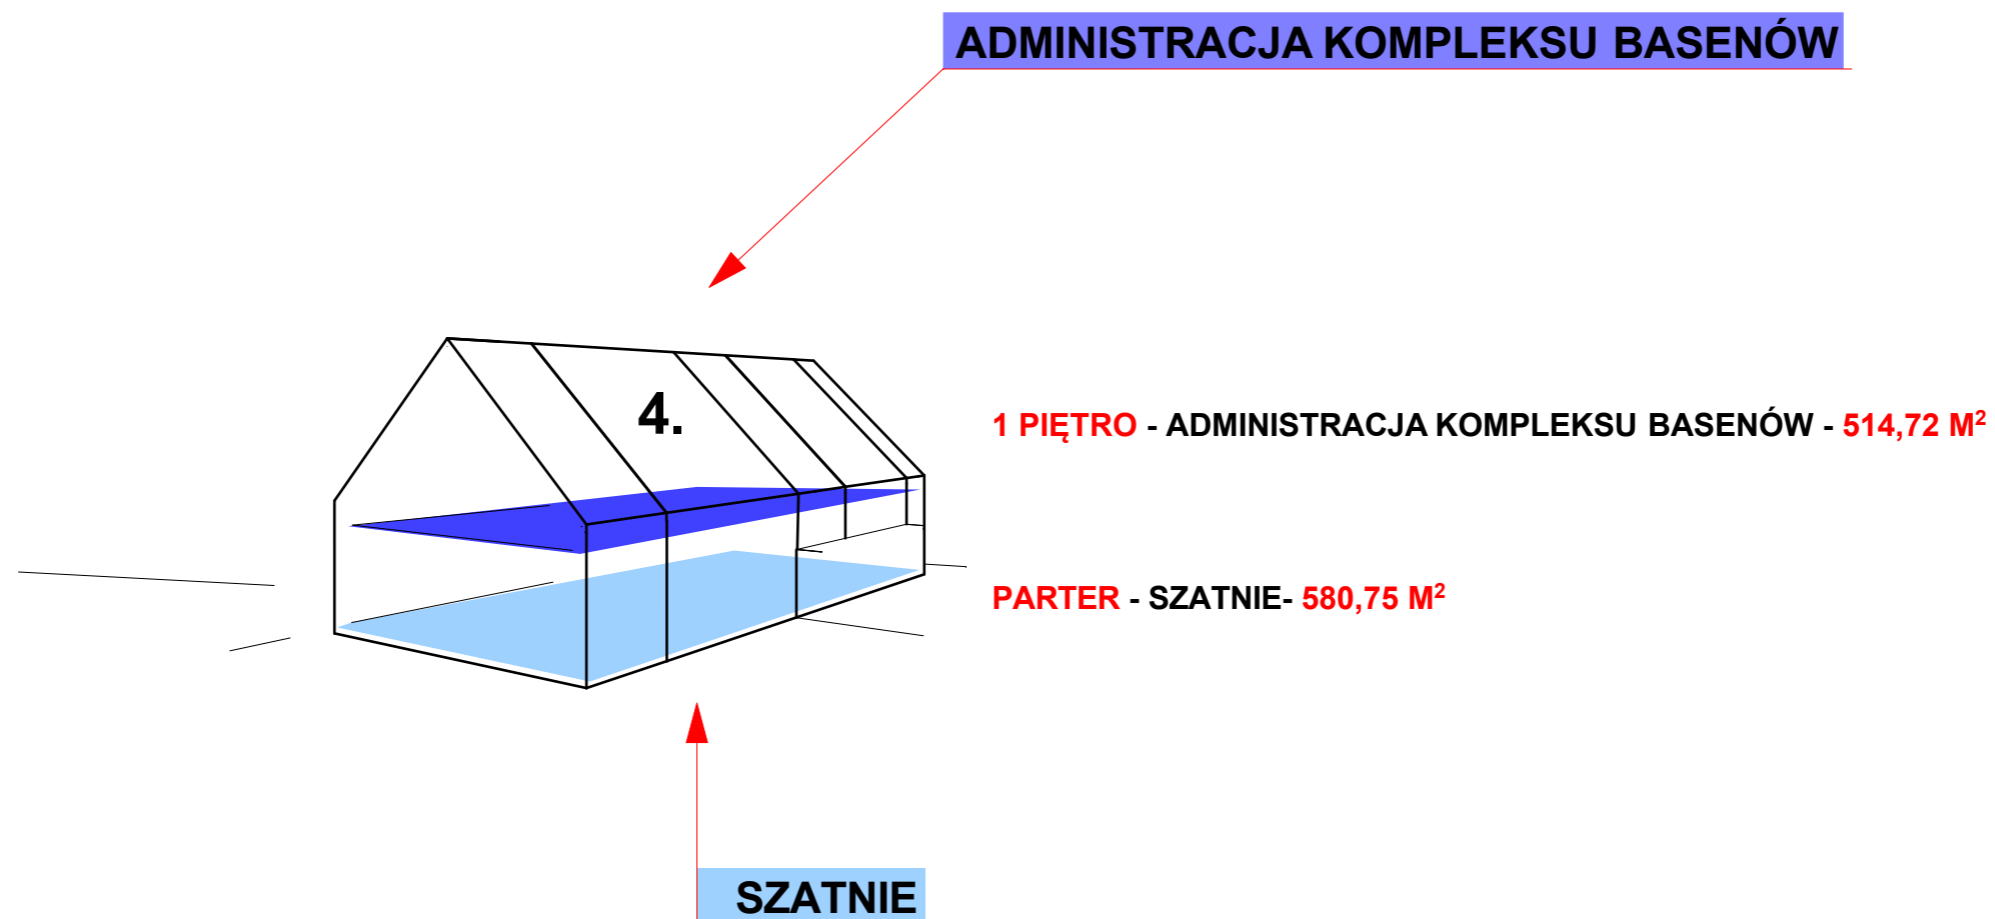 ADMINISTRACJA KOMPLEKSU BASENÓW
4.
1 PIĘTRO - ADMINISTRACJA KOMPLEKSU BASENÓW - 514,72 M²
PARTER - SZATNIE- 580,75 M²
SZATNIE